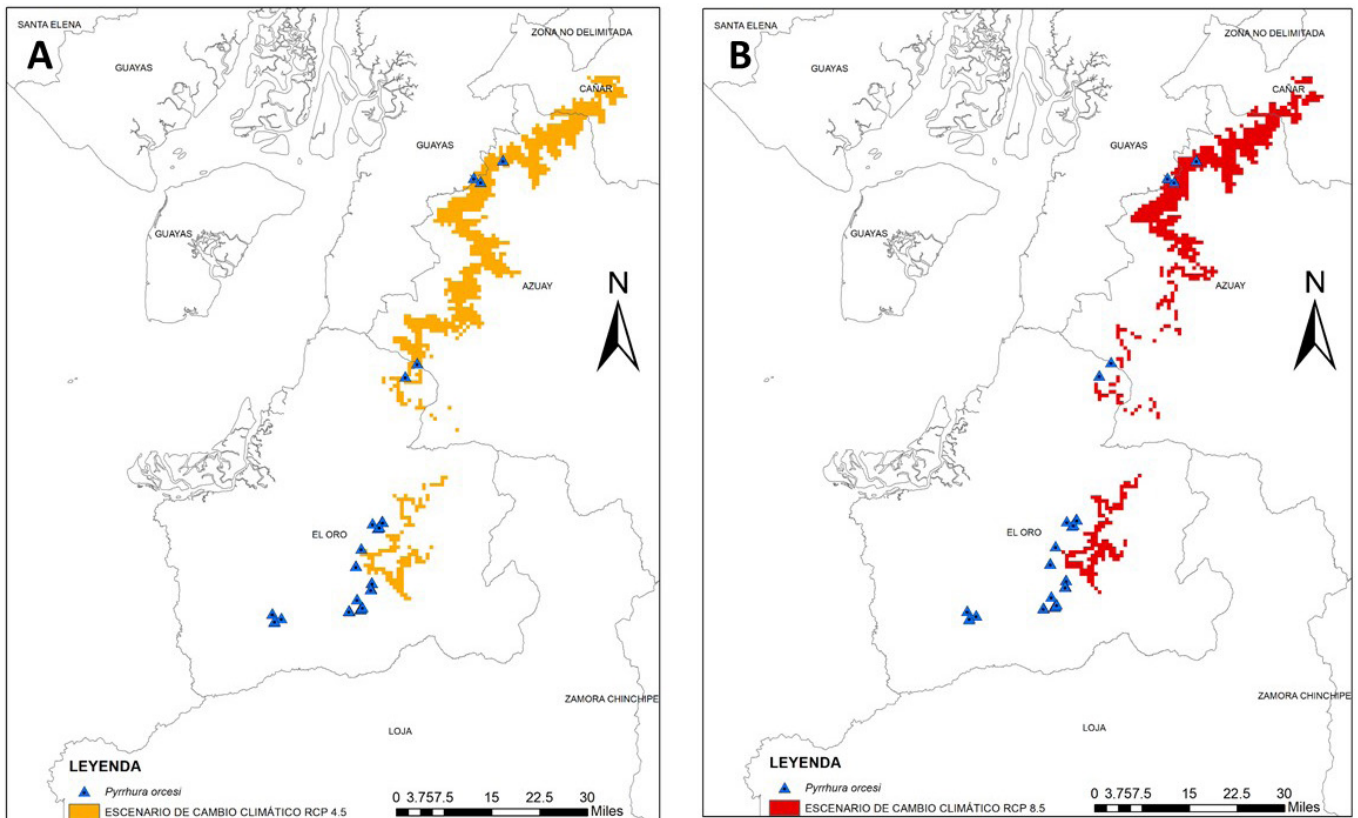 A
SANTA ELENA
ZONA NO DELIMITADA
GUAYAS
CAÑAR
GUAYAS
GUAYAS
AZUAY
N
EL ORO
ZAMORA CHINCHIPE
LOJA
LEYENDA
Pyrrhura orcesi
ESCENARIO DE CAMBIO CLIMÁTICO RCP 4.5
0 3.757.5 15 22.5 30
Miles
B
SANTA ELENA
ZONA NO DELIMITADA
GUAYAS
CAÑAR
GUAYAS
GUAYAS
AZUAY
N
EL ORO
ZAMORA CHINCHIPE
LOJA
LEYENDA
Pyrrhura orcesi
ESCENARIO DE CAMBIO CLIMÁTICO RCP 8.5
0 3.757.5 15 22.5 30
Miles